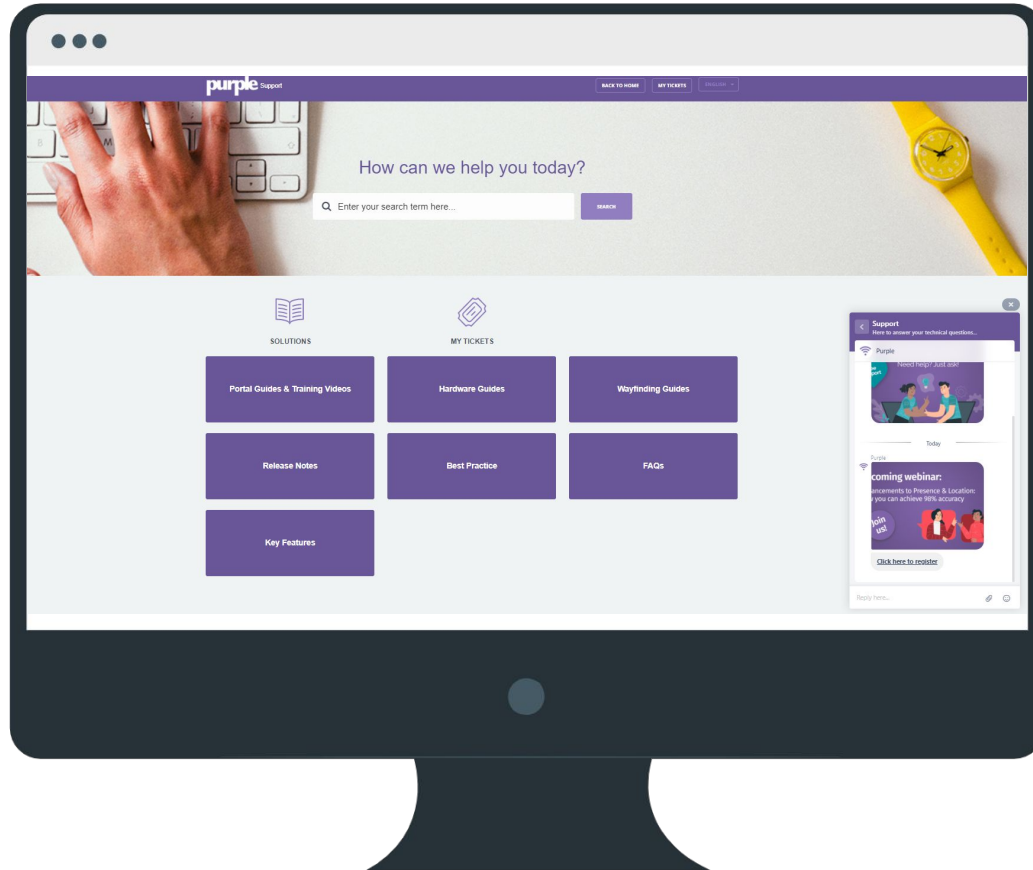 purple Support
BACK TO HOME
MY TICKETS
ENGLISH
How can we help you today?
Enter your search term here...
SEARCH
SOLUTIONS
MY TICKETS
Portal Guides & Training Videos
Hardware Guides
Wayfinding Guides
Release Notes
Best Practice
FAQs
Key Features
Support
Here to answer your technical questions...
Purple
Need help? Just ask!
Today
Purple
coming webinar:
ancements to Presence & Location:
you can achieve 98% accuracy
Join
us!
Click here to register
Reply here...